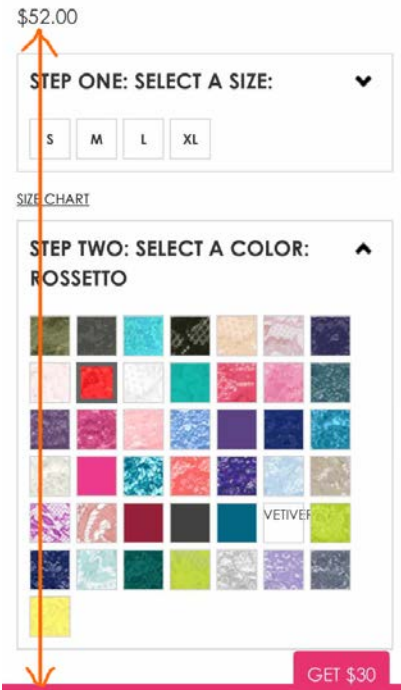 $52.00
STEP ONE: SELECT A SIZE:
S M L XL
SIZE CHART
STEP TWO: SELECT A COLOR:
ROSSETTO
VETIVER
GET $30